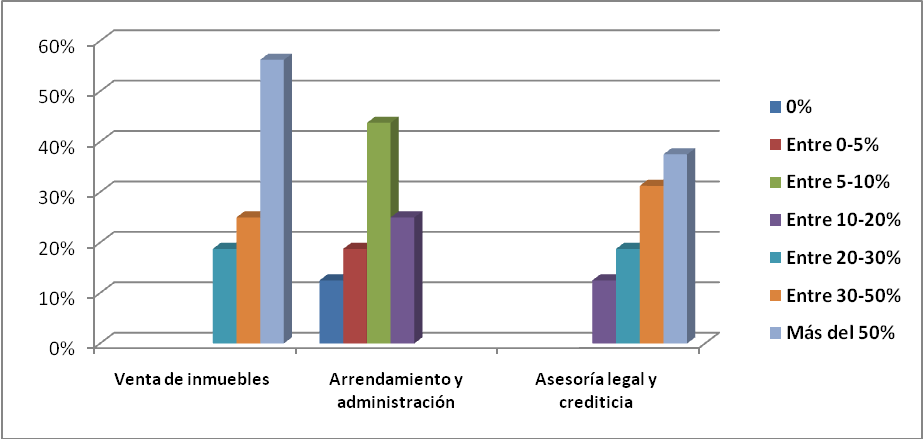 60%
50%
40%
30%
20%
10%
0%
Venta de inmuebles
Arrendamiento y
administración
Asesoría legal y
crediticia
0%
Entre 0-5%
Entre 5-10%
Entre 10-20%
Entre 20-30%
Entre 30-50%
Más del 50%